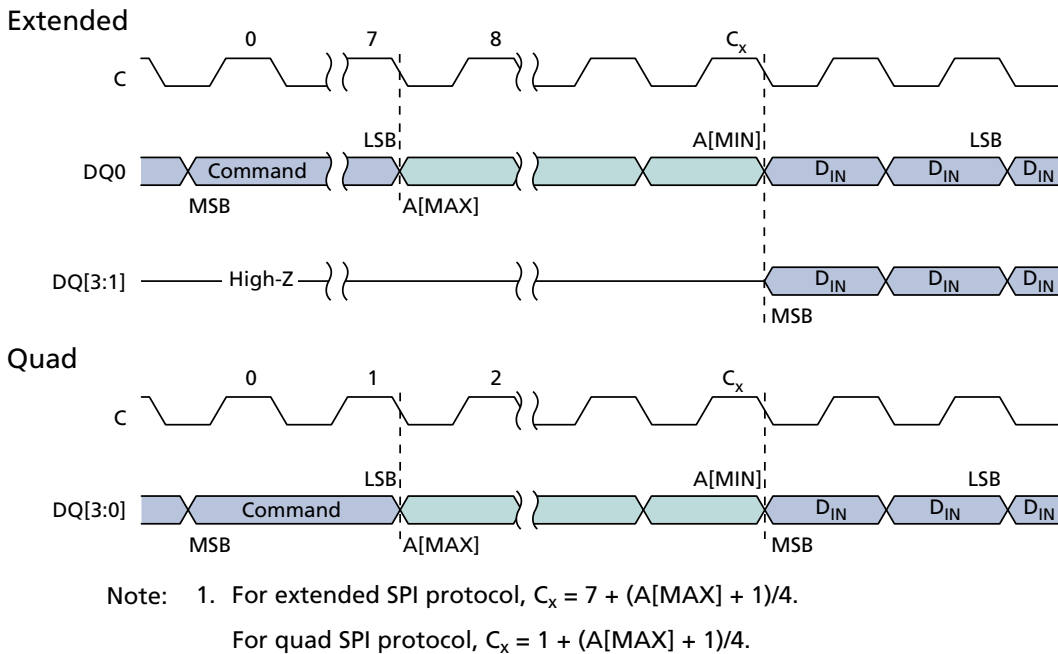 Extended
0 7 8 Cx
C
LSB A[MIN] LSB
DQ0 Command DIN DIN DIN
MSB A[MAX]
DQ[3:1] High-Z DIN DIN DIN
MSB
Quad
0 1 2 Cx
C
LSB A[MIN] LSB
DQ[3:0] Command DIN DIN DIN
MSB A[MAX] MSB
Note: 1. For extended SPI protocol, Cx = 7 + (A[MAX] + 1)/4.
For quad SPI protocol, Cx = 1 + (A[MAX] + 1)/4.